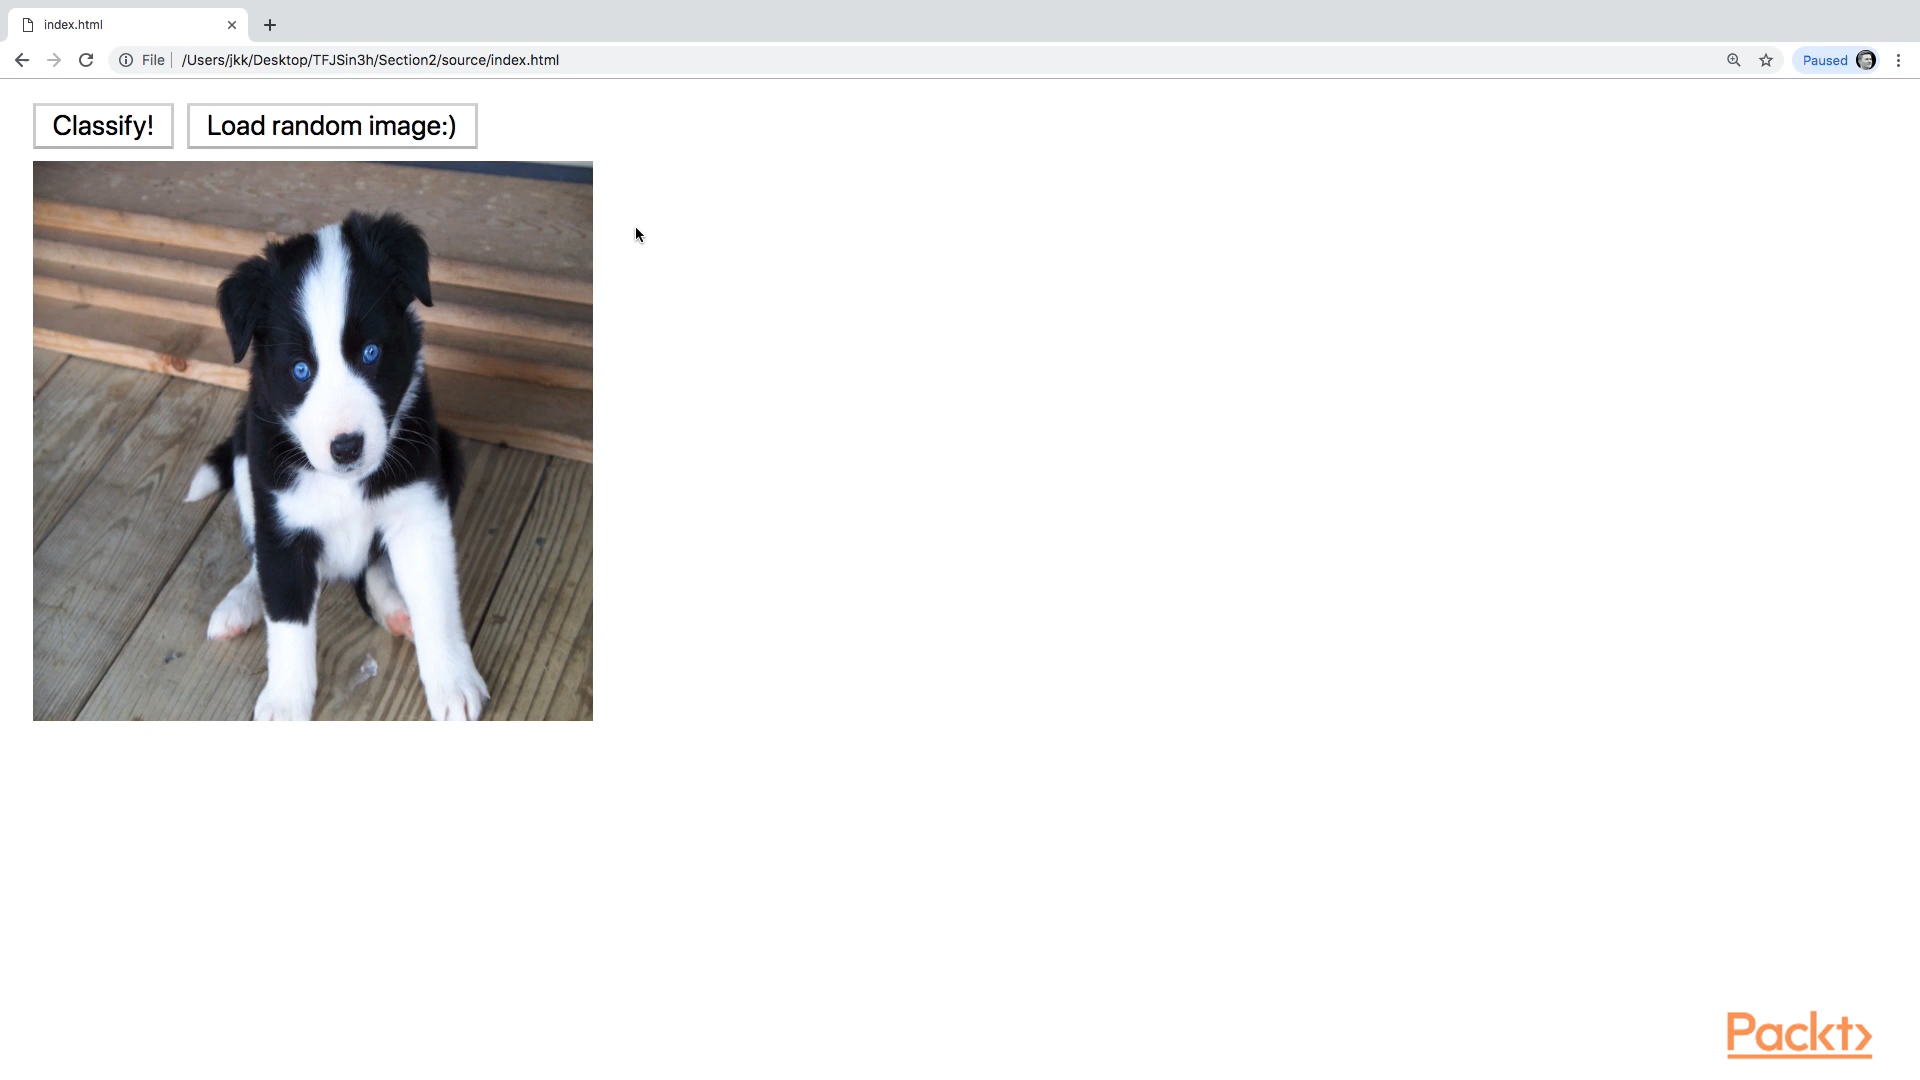 index.html
File /Users/jkk/Desktop/TFJSin3h/Section2/source/index.html Paused
Classify! Load random image:)
Packt